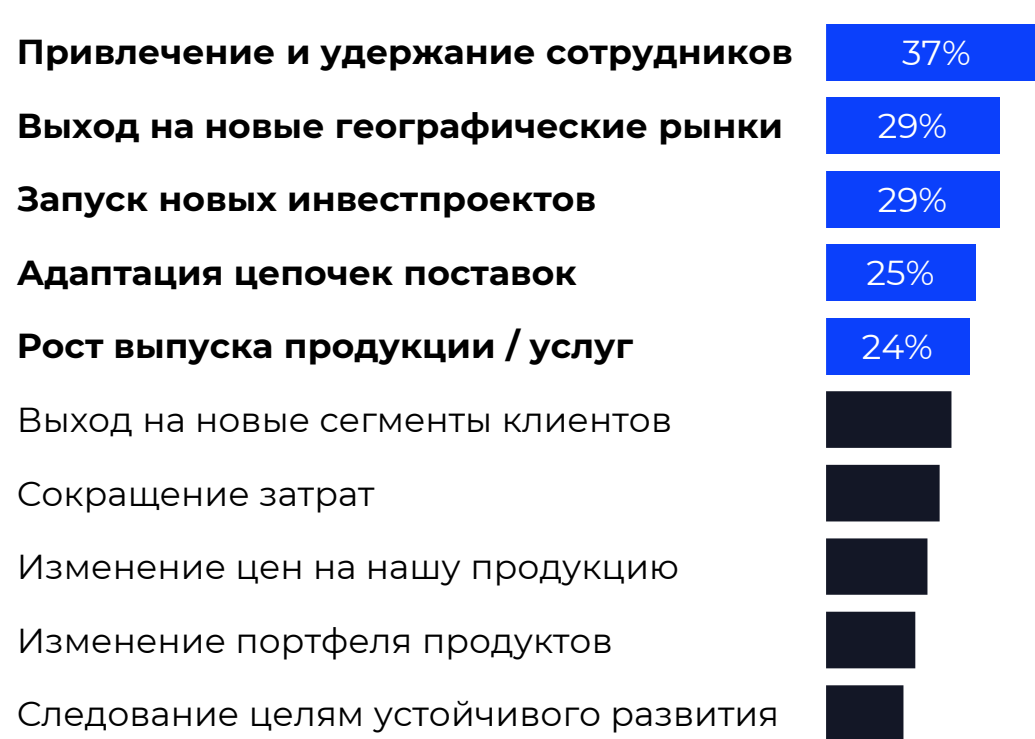 Привлечение и удержание сотрудников 37%
Выход на новые географические рынки 29%
Запуск новых инвестпроектов 29%
Адаптация цепочек поставок 25%
Рост выпуска продукции / услуг 24%
Выход на новые сегменты клиентов
Сокращение затрат
Изменение цен на нашу продукцию
Изменение портфеля продуктов
Следование целям устойчивого развития